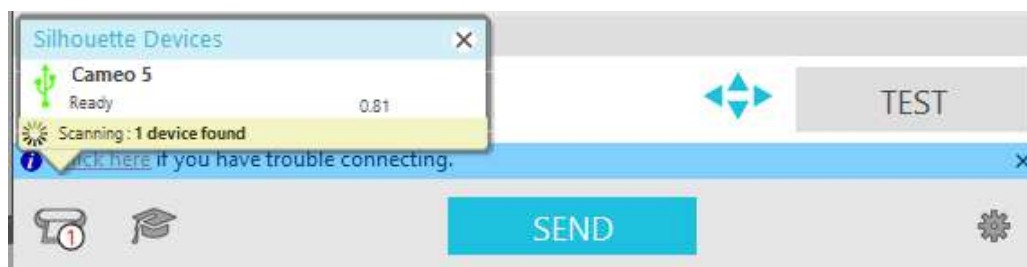 Silhouette Devices
Cameo 5
Ready 0.81
Scanning : 1 device found
TEST
here if you have trouble connecting.
1
SEND